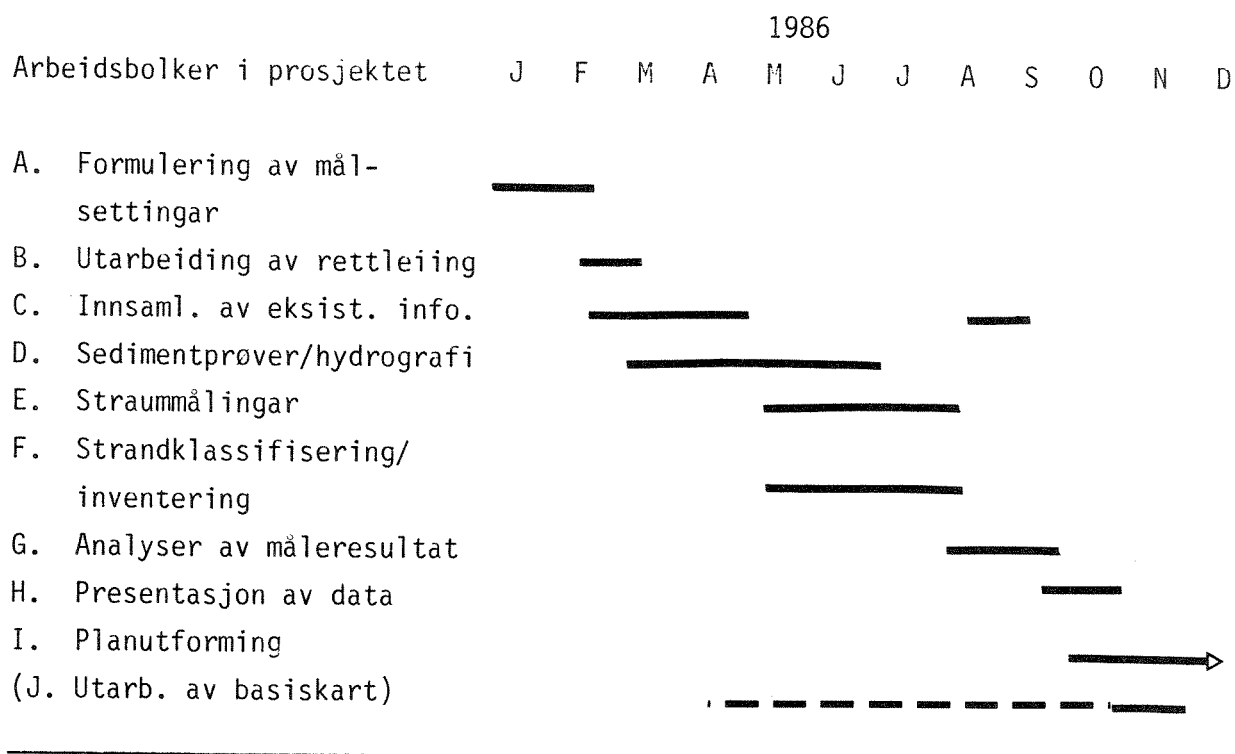 1986
Arbeidsbolker i prosjektet J F M A M J J A S O N D
A. Formulering av mål-
settingar
B. Utarbeiding av rettleiing
C. Innsaml. av eksist. info.
D. Sedimentprøver/hydrografi
E. Straummålingar
F. Strandklassifisering/
inventering
G. Analyser av måleresultat
H. Presentasjon av data
I. Planutforming
(J. Utarb. av basiskart)